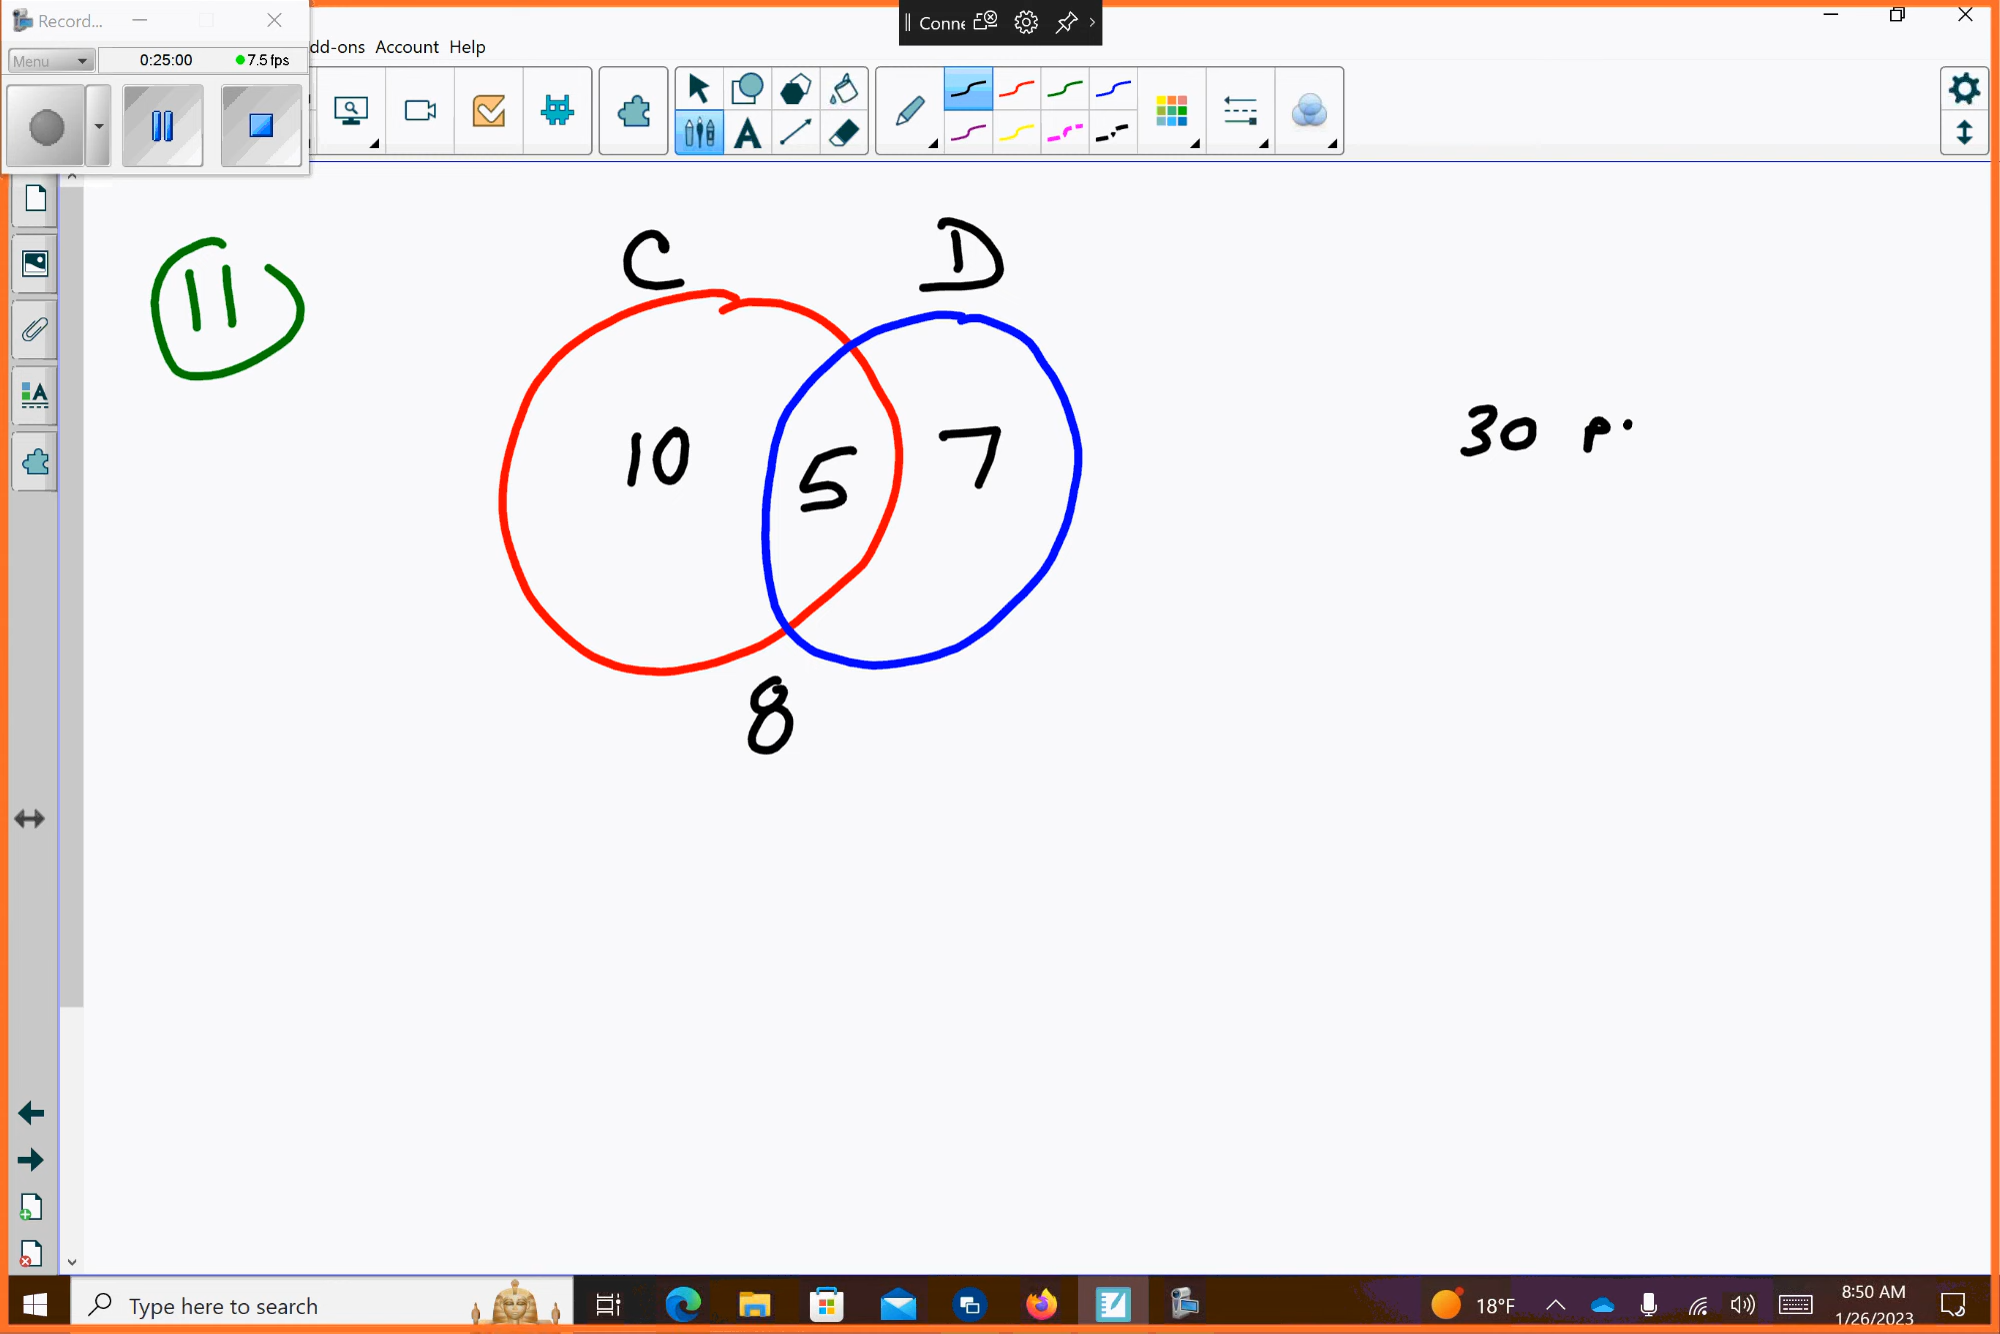 Record...
Conne
Menu
0:25:00
7.5 fps
dd-ons Account Help
11
C
D
10
5
7
30 p.
8
Type here to search
18°F
8:50 AM
1/26/2023